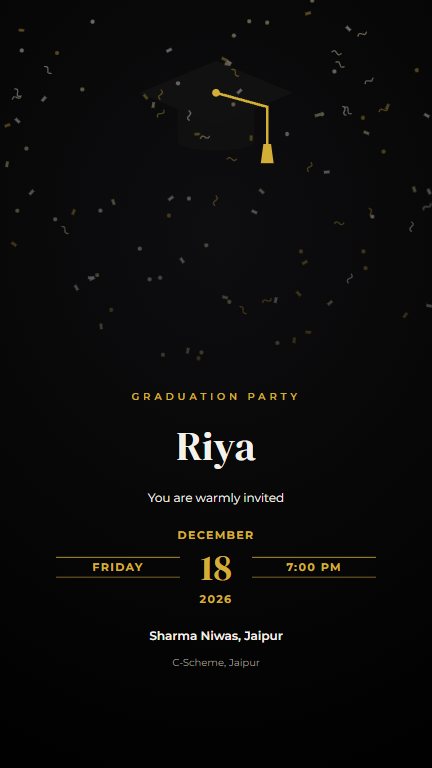 GRADUATION PARTY
Riya
You are warmly invited
DECEMBER
FRIDAY 18 7:00 PM
2026
Sharma Niwas, Jaipur
C-Scheme, Jaipur